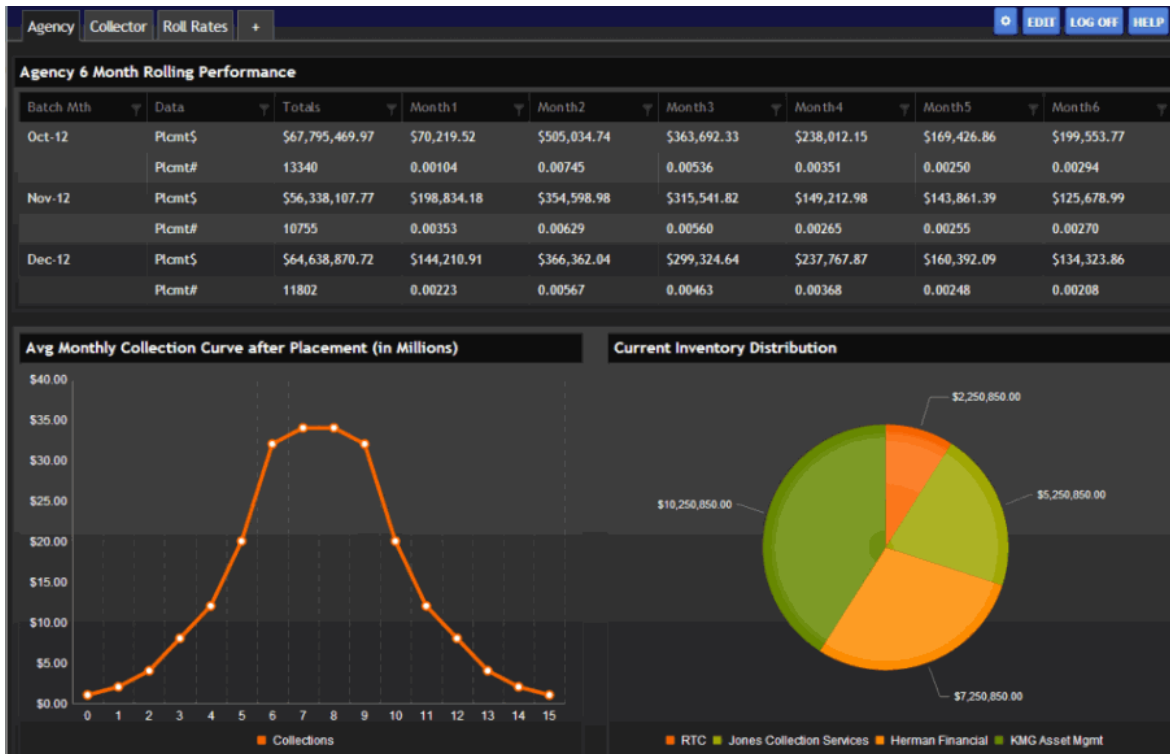 Agency Collector Roll Rates + EDIT LOG OFF HELP
Agency 6 Month Rolling Performance
Batch Mth Data Totals Month1 Month2 Month3 Month4 Month5 Month6
Oct-12 Plcmt$ $67,795,469.97 $70,219.52 $505,034.74 $363,692.33 $238,012.15 $169,426.86 $199,553.77
Plcmt# 13340 0.00104 0.00745 0.00536 0.00351 0.00250 0.00294
Nov-12 Plcmt$ $56,338,107.77 $198,834.18 $354,598.98 $315,541.82 $149,212.98 $143,861.39 $125,678.99
Plcmt# 10755 0.00353 0.00629 0.00560 0.00265 0.00255 0.00270
Dec-12 Plcmt$ $64,638,870.72 $144,210.91 $366,362.04 $299,324.64 $237,767.87 $160,392.09 $134,323.86
Plcmt# 11802 0.00223 0.00567 0.00463 0.00368 0.00248 0.00208
Avg Monthly Collection Curve after Placement (in Millions)
$40.00
$35.00
$30.00
$25.00
$20.00
$15.00
$10.00
$5.00
$0.00
0 1 2 3 4 5 6 7 8 9 10 11 12 13 14 15
Collections
Current Inventory Distribution
$2,250,850.00
$5,250,850.00
$10,250,850.00
$7,250,850.00
RTC Jones Collection Services Herman Financial KMG Asset Mgmt